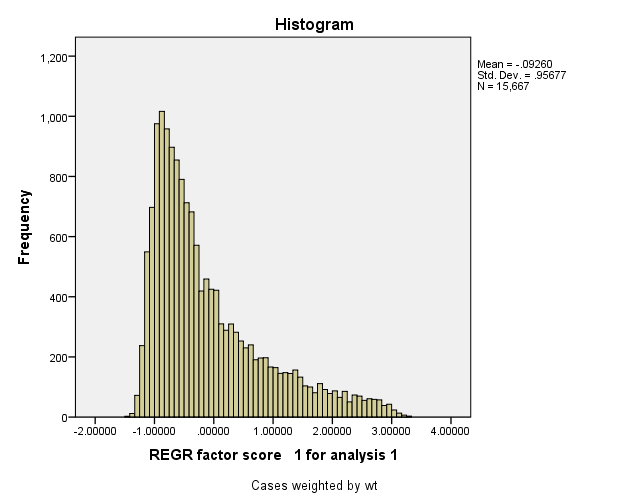 Histogram
Mean = -.09260
Std. Dev. = .95677
N = 15,667
1,200
1,000
800
600
400
200
0
Frequency
-2.00000 -1.00000 .00000 1.00000 2.00000 3.00000 4.00000
REGR factor score 1 for analysis 1
Cases weighted by wt